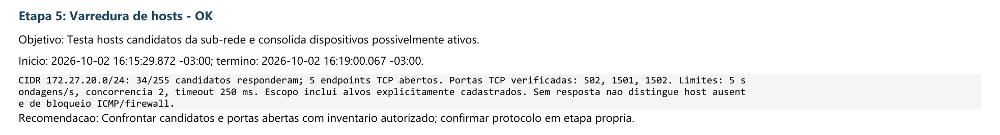 Etapa 5: Varredura de hosts - OK
Objetivo: Testa hosts candidatos da sub-rede e consolida dispositivos possivelmente ativos.
Inicio: 2026-10-02 16:15:29.872 -03:00; termino: 2026-10-02 16:19:00.067 -03:00.
CIDR 172.27.20.0/24: 34/255 candidatos responderam; 5 endpoints TCP abertos. Portas TCP verificadas: 502, 1501, 1502. Limites: 5 s
ondagens/s, concorrencia 2, timeout 250 ms. Escopo inclui alvos explicitamente cadastrados. Sem resposta nao distingue host ausent
e de bloqueio ICMP/firewall.
Recomendacao: Confrontar candidatos e portas abertas com inventario autorizado; confirmar protocolo em etapa propria.